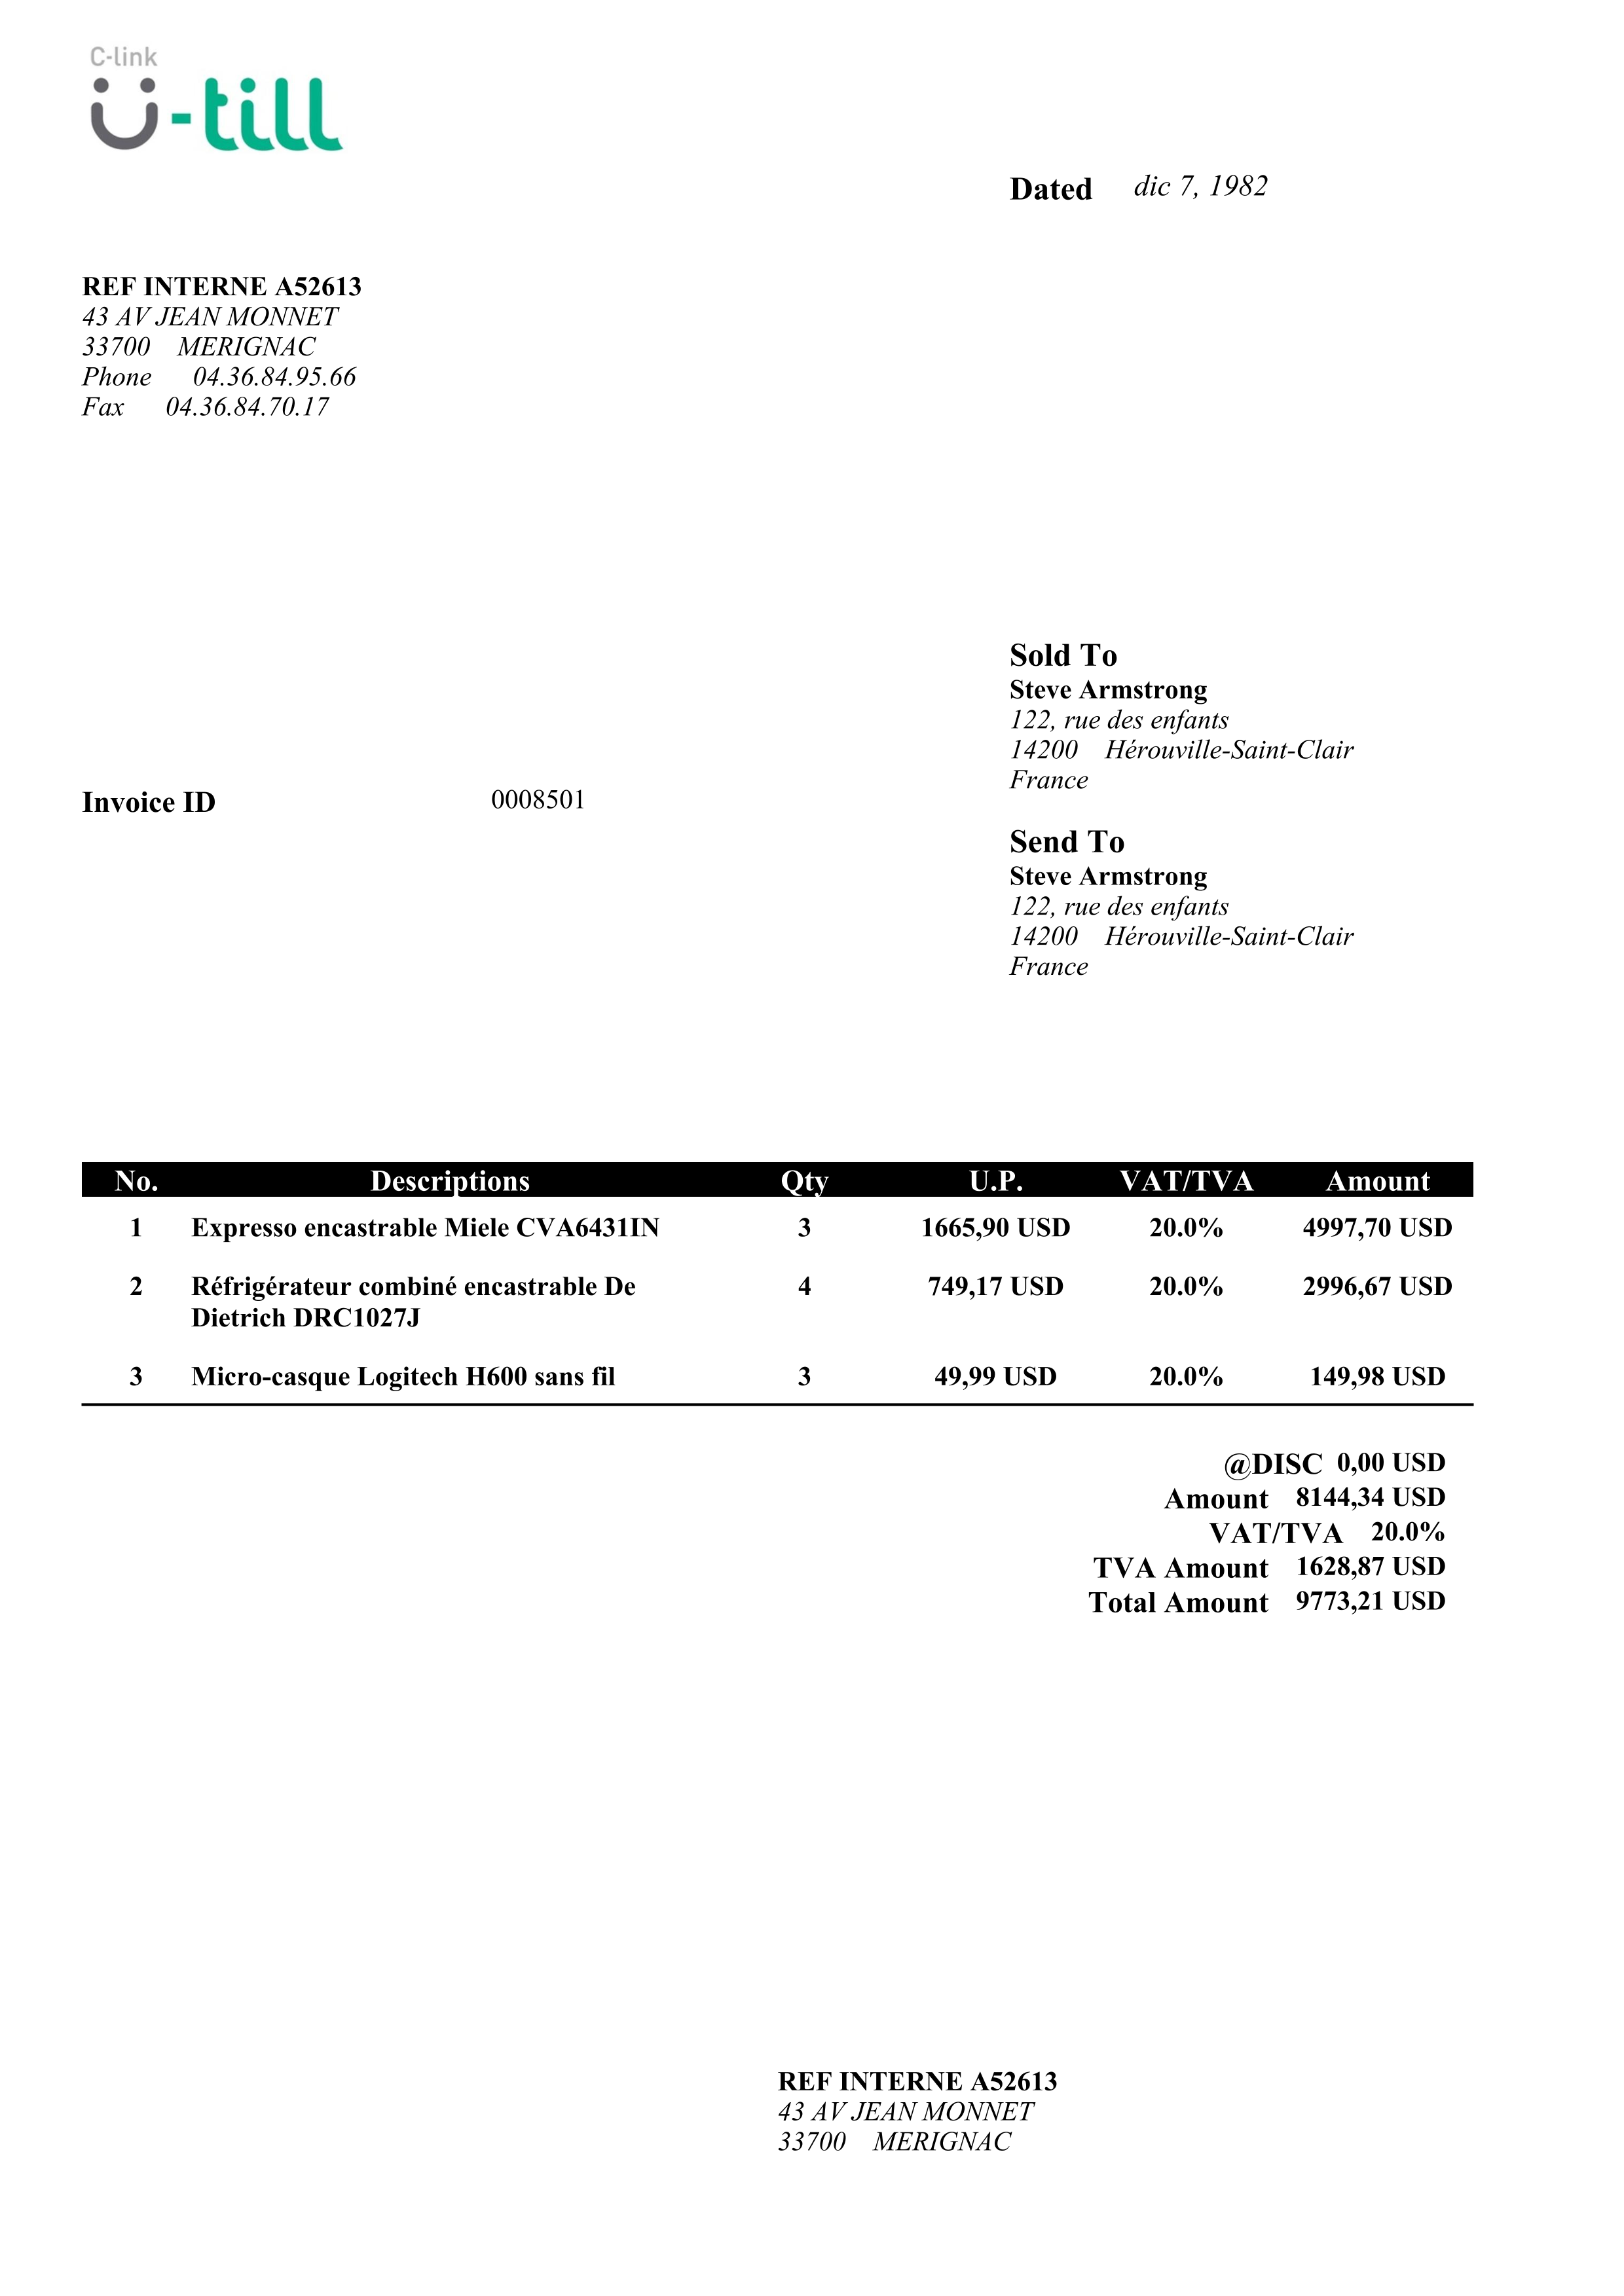 C-link
ü-till
Dated dic 7, 1982
REF INTERNE A52613
43 AV JEAN MONNET
33700 MERIGNAC
Phone 04.36.84.95.66
Fax 04.36.84.70.17
Sold To
Steve Armstrong
122, rue des enfants
14200 Hérouville-Saint-Clair
France
Invoice ID 0008501
Send To
Steve Armstrong
122, rue des enfants
14200 Hérouville-Saint-Clair
France
No. Descriptions Qty U.P. VAT/TVA Amount
1 Expresso encastrable Miele CVA6431IN 3 1665,90 USD 20.0% 4997,70 USD
2 Réfrigérateur combiné encastrable De 4 749,17 USD 20.0% 2996,67 USD
Dietrich DRC1027J
3 Micro-casque Logitech H600 sans fil 3 49,99 USD 20.0% 149,98 USD
@DISC 0,00 USD
Amount 8144,34 USD
VAT/TVA 20.0%
TVA Amount 1628,87 USD
Total Amount 9773,21 USD
REF INTERNE A52613
43 AV JEAN MONNET
33700 MERIGNAC